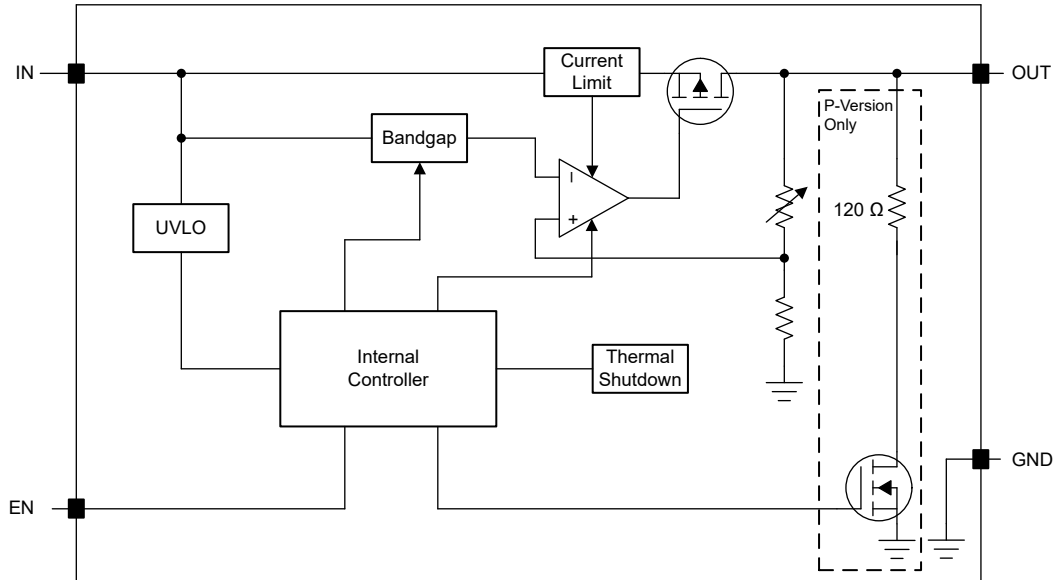 IN
Current
Limit
OUT
P-Version
Only
Bandgap
UVLO
–
+
120 Ω
Internal
Controller
Thermal
Shutdown
GND
EN